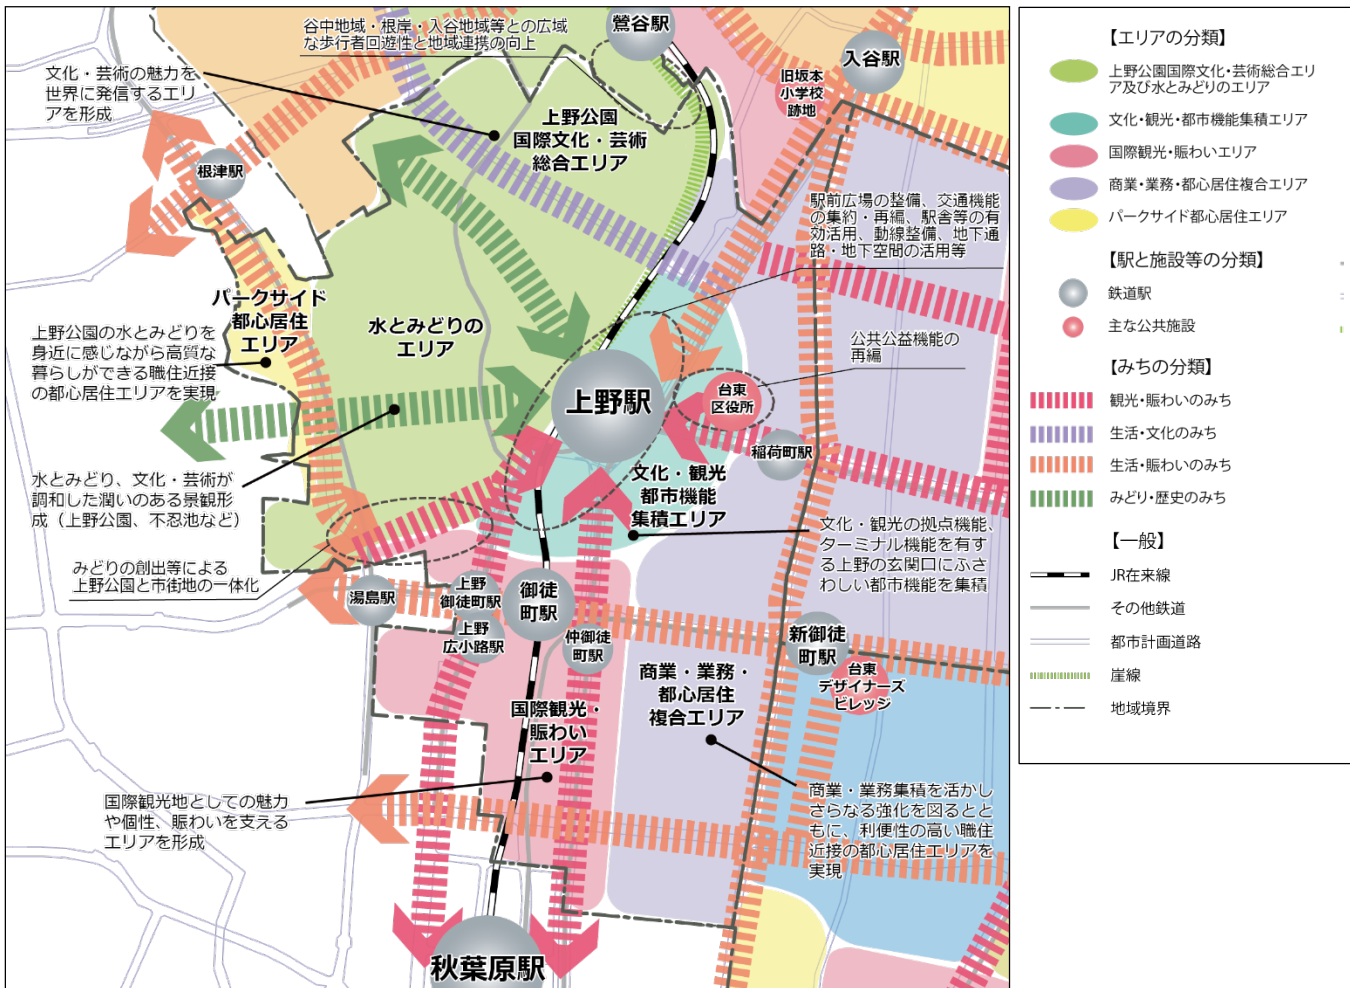 谷中地域・根岸・入谷地域等との広域
な歩行者回遊性と地域連携の向上
鶯谷駅
入谷駅
旧坂本
小学校
跡地
文化・芸術の魅力を
世界に発信するエリ
アを形成
上野公園
国際文化・芸術
総合エリア
根津駅
駅前広場の整備、交通機能
の集約・再編、駅舎等の有
効活用、動線整備、地下通
路・地下空間の活用等
パークサイド
都心居住
エリア
水とみどりの
エリア
上野公園の水とみどりを
身近に感じながら高質な
暮らしができる職住近接
の都心居住エリアを実現
公共公益機能の
再編
上野駅
台東
区役所
稲荷町駅
水とみどり、文化・芸術が
調和した潤いのある景観形
成（上野公園、不忍池など）
文化・観光
都市機能
集積エリア
文化・観光の拠点機能、
ターミナル機能を有す
る上野の玄関口にふさ
わしい都市機能を集積
みどりの創出等による
上野公園と市街地の一体化
湯島駅
上野
御徒町駅
御徒
町駅
上野
広小路駅
仲御徒
町駅
新御徒
町駅
台東
デザイナーズ
ビレッジ
商業・業務・
都心居住
複合エリア
国際観光・
賑わい
エリア
国際観光地としての魅力
や個性、賑わいを支える
エリアを形成
商業・業務集積を活かし
さらなる強化を図るとと
もに、利便性の高い職住
近接の都心居住エリアを
実現
秋葉原駅
【エリアの分類】
上野公園国際文化・芸術総合エリ
ア及び水とみどりのエリア
文化・観光・都市機能集積エリア
国際観光・賑わいエリア
商業・業務・都心居住複合エリア
パークサイド都心居住エリア
【駅と施設等の分類】
鉄道駅
主な公共施設
【みちの分類】
観光・賑わいのみち
生活・文化のみち
生活・賑わいのみち
みどり・歴史のみち
【一般】
JR在来線
その他鉄道
都市計画道路
崖線
地域境界